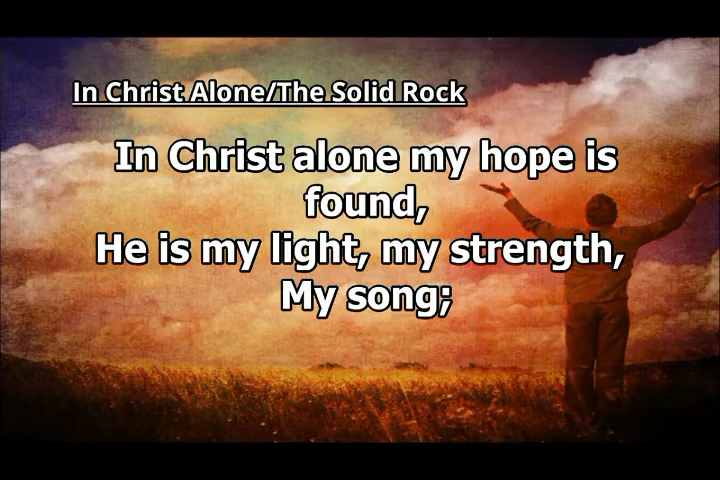 In Christ Alone/The Solid Rock
In Christ alone my hope is
found,
He is my light, my strength,
My song;